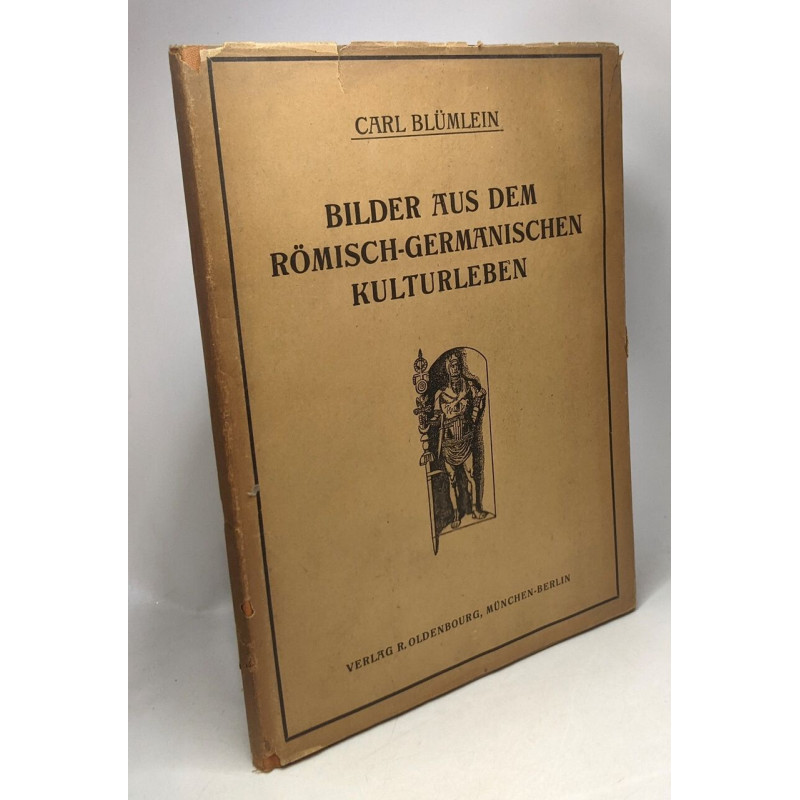 CARL BLÜMLEIN
BILDER AUS DEM
RÖMISCH-GERMANISCHEN
KULTURLEBEN
VERLAG R. OLDENBOURG, MÜNCHEN-BERLIN